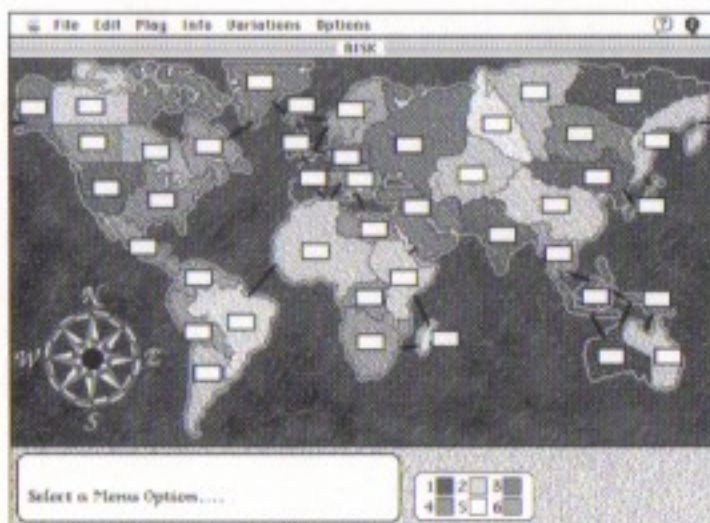 File Edit Play Info Variations Options
RISK
N
W E
S
Select a Menu Option....
1 2 3
4 5 6